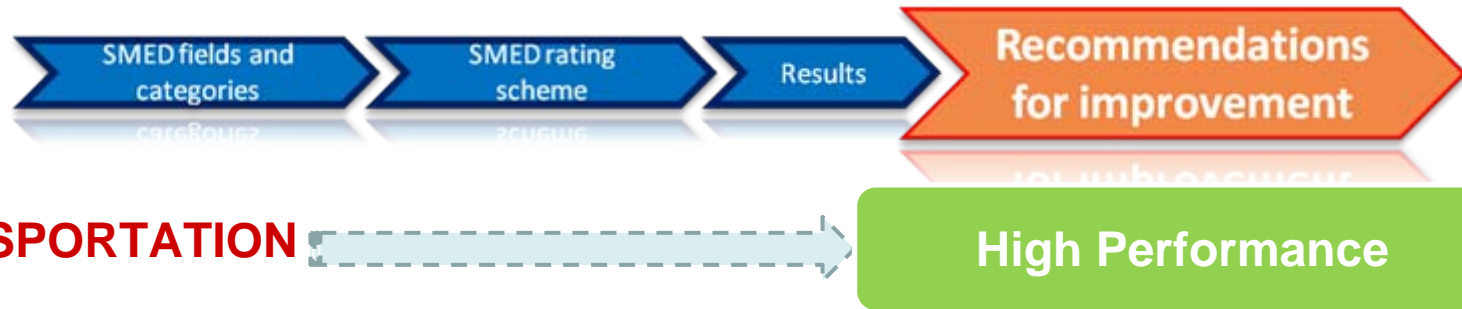 SMED fields and
categories
SMED rating
scheme
Results
Recommendations
for improvement
SPORTATION
High Performance